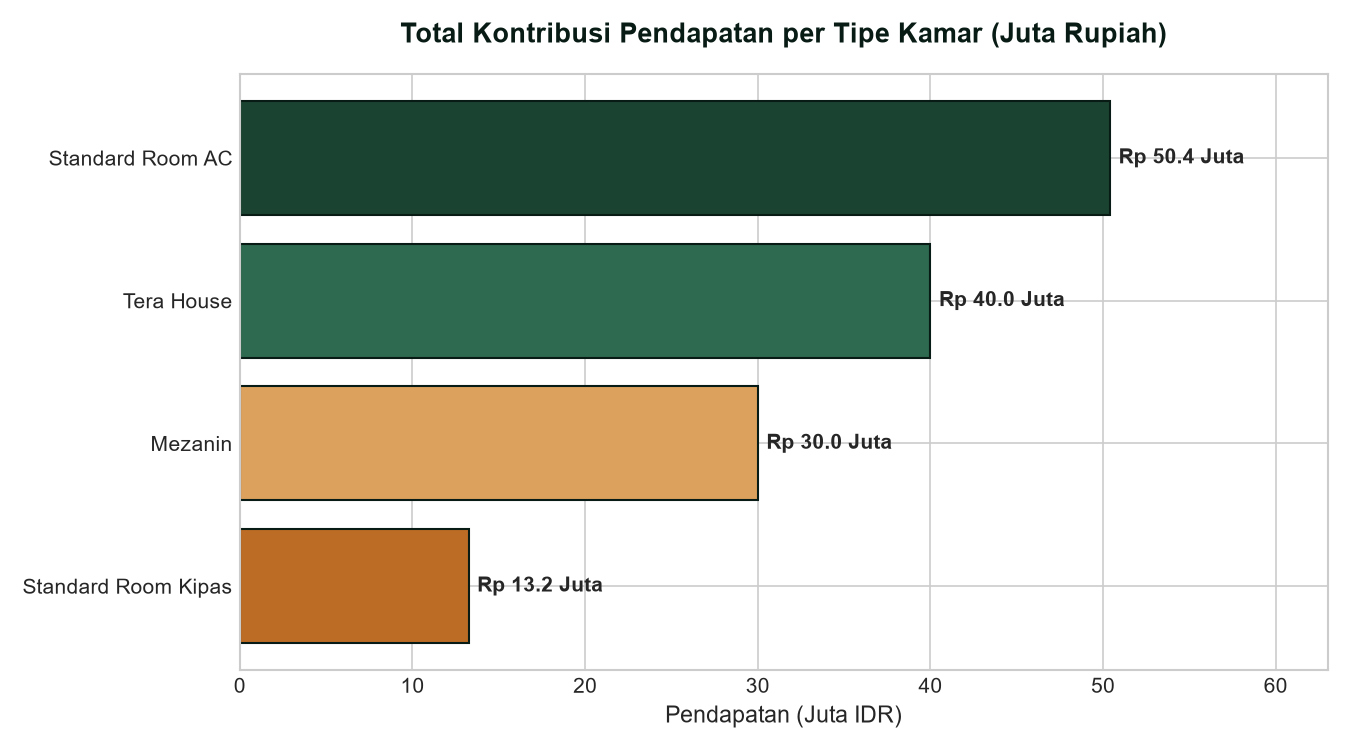 Total Kontribusi Pendapatan per Tipe Kamar (Juta Rupiah)
Standard Room AC
Rp 50.4 Juta
Tera House
Rp 40.0 Juta
Mezanin
Rp 30.0 Juta
Standard Room Kipas
Rp 13.2 Juta
0 10 20 30 40 50 60
Pendapatan (Juta IDR)